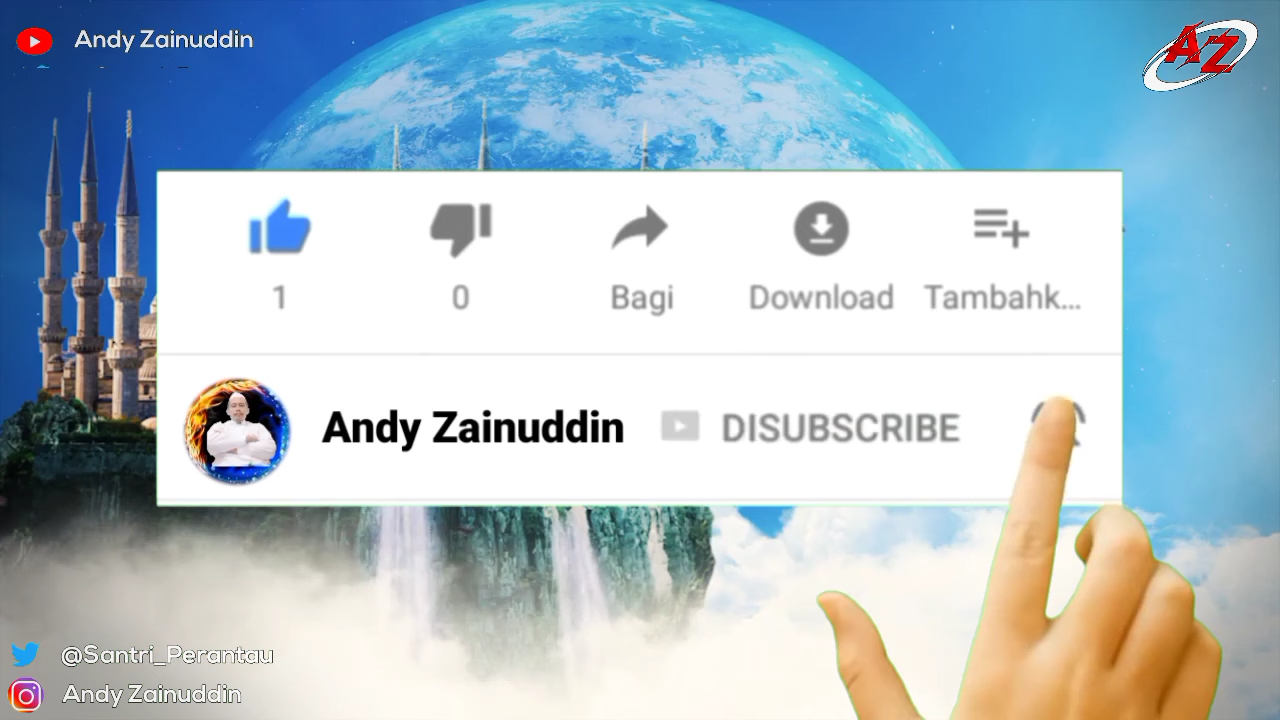 Andy Zainuddin
AZ
1
0
Bagi
Download
Tambahk...
Andy Zainuddin
DISUBSCRIBE
@Santri_Perantau
Andy Zainuddin